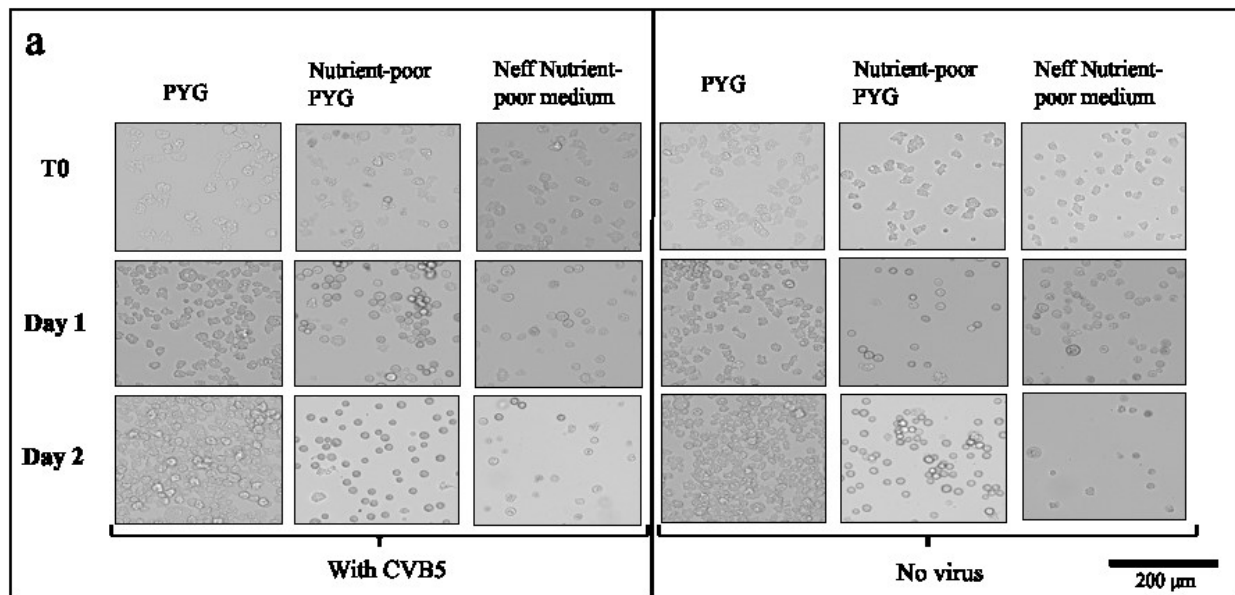 a
PYG
Nutrient-poor
PYG
Neff Nutrient-
poor medium
PYG
Nutrient-poor
PYG
Neff Nutrient-
poor medium
T0
Day 1
Day 2
With CVB5
No virus
200 µm